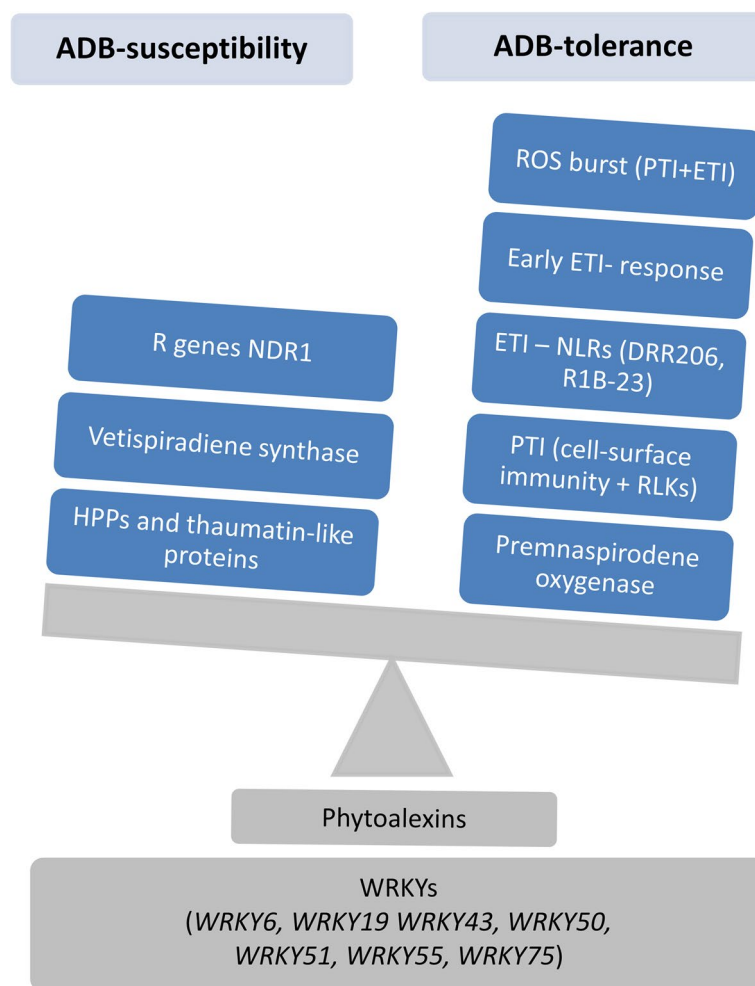 ADB-susceptibility
ADB-tolerance
R genes NDR1
Vetispiradiene synthase
HPPs and thaumatin-like
proteins
ROS burst (PTI+ETI)
Early ETI- response
ETI – NLRs (DRR206,
R1B-23)
PTI (cell-surface
immunity + RLKs)
Premnaspirodene
oxygenase
Phytoalexins
WRKYs
(WRKY6, WRKY19 WRKY43, WRKY50,
WRKY51, WRKY55, WRKY75)